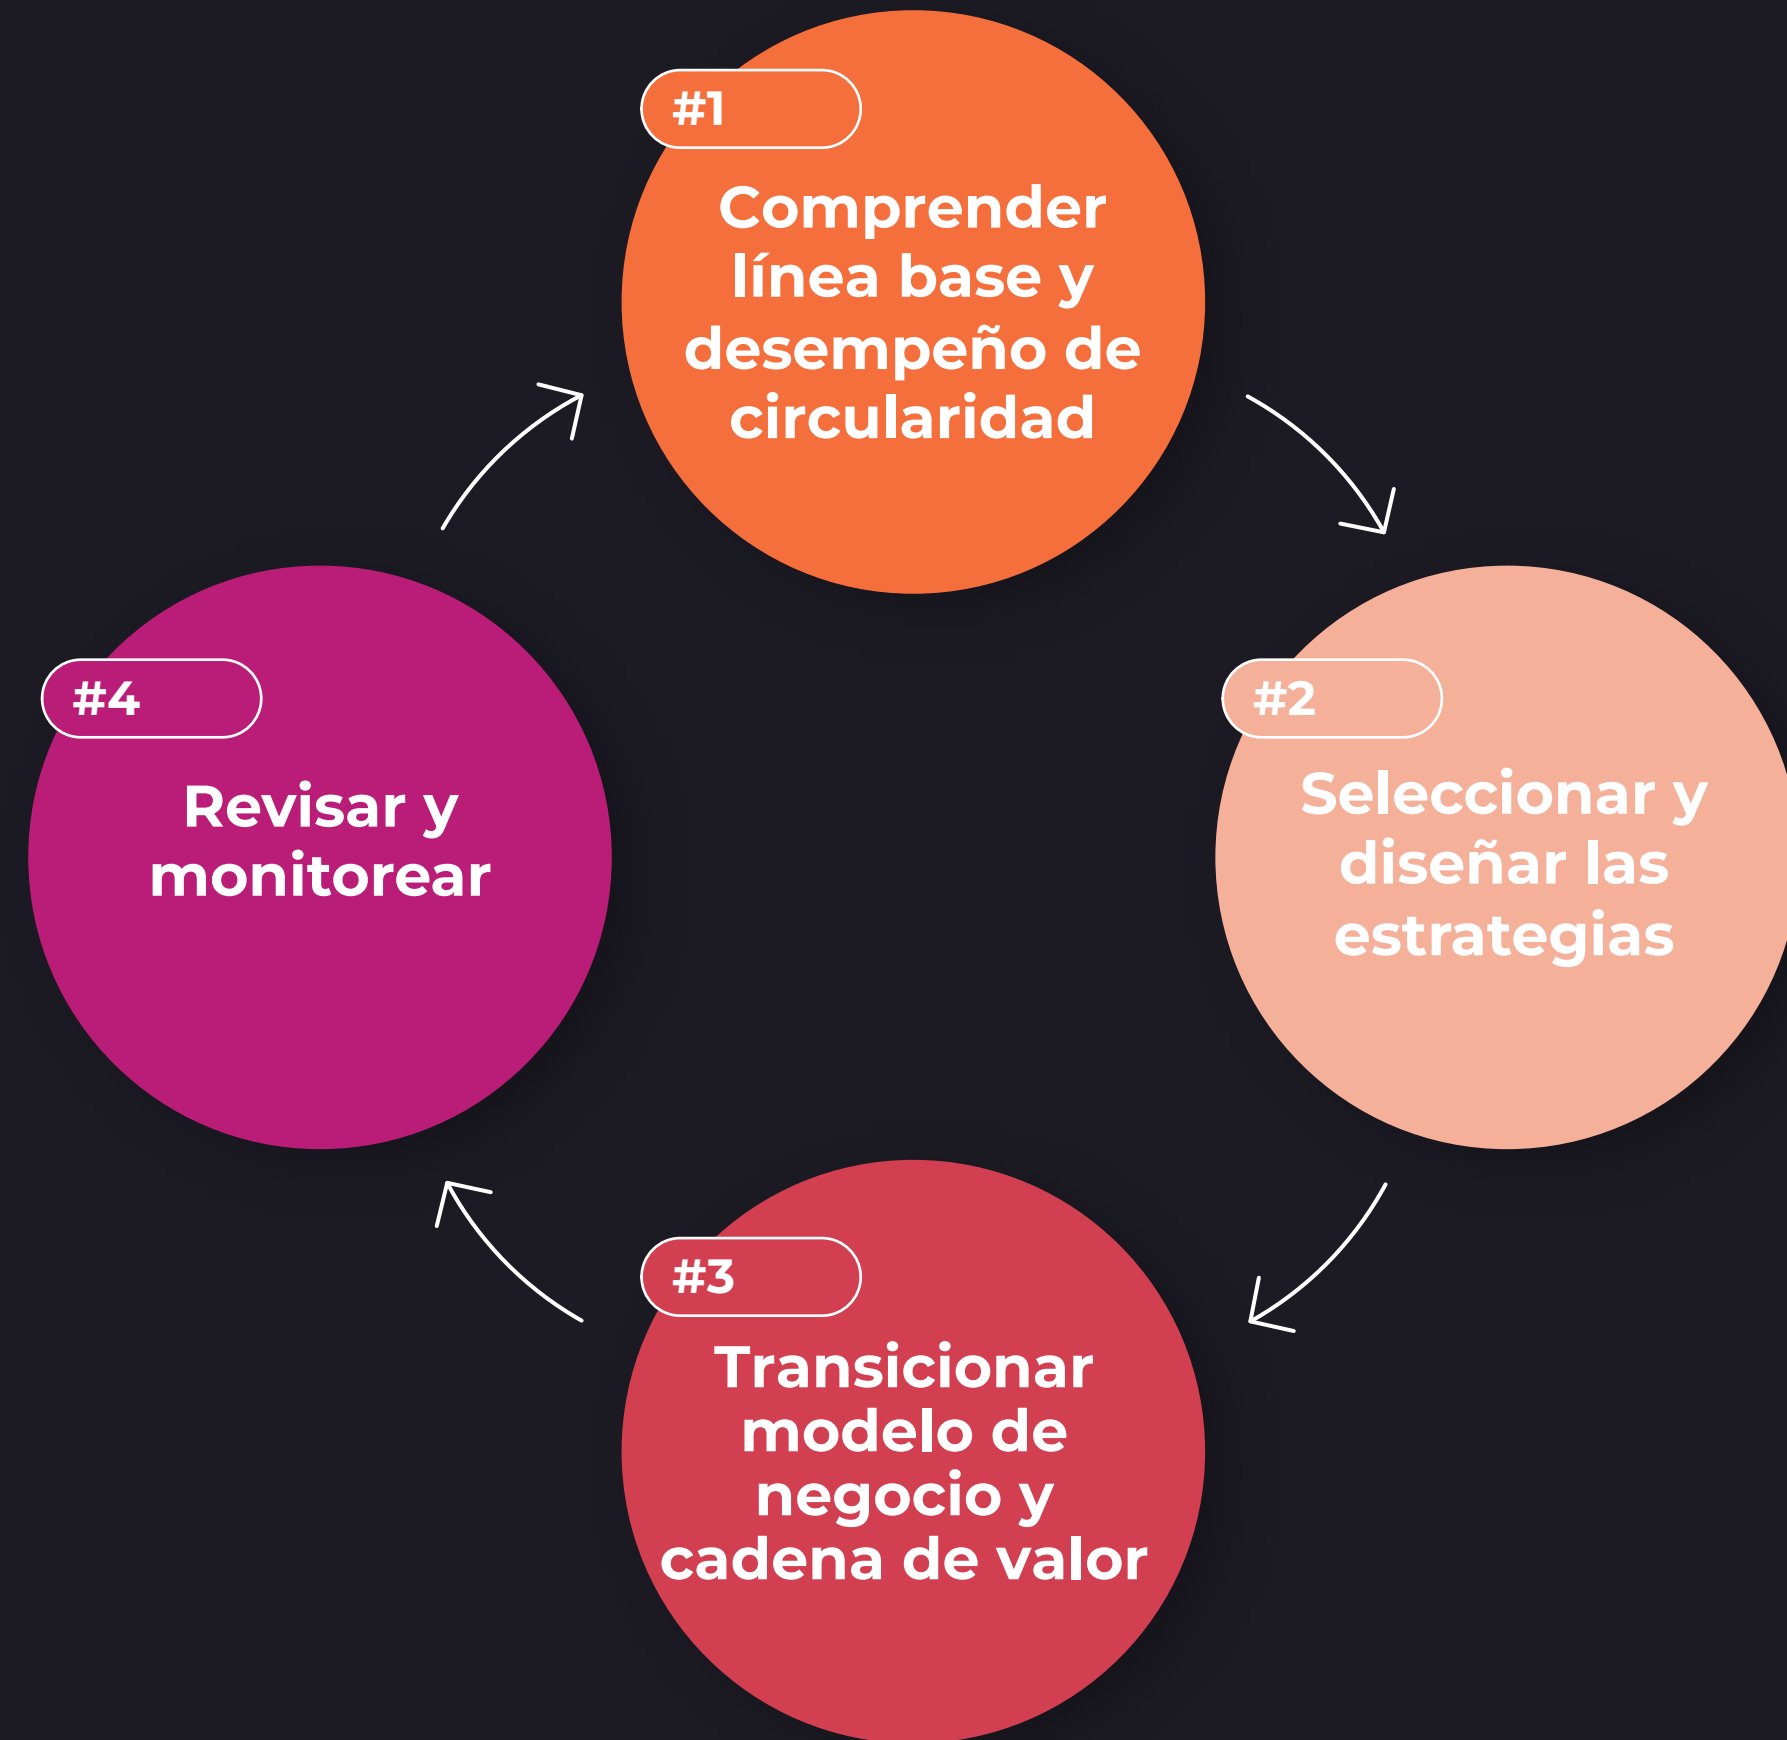 #1
Comprender
línea base y
desempeño de
circularidad
#2
Seleccionar y
diseñar las
estrategias
#3
Transicionar
modelo de
negocio y
cadena de valor
#4
Revisar y
monitorear